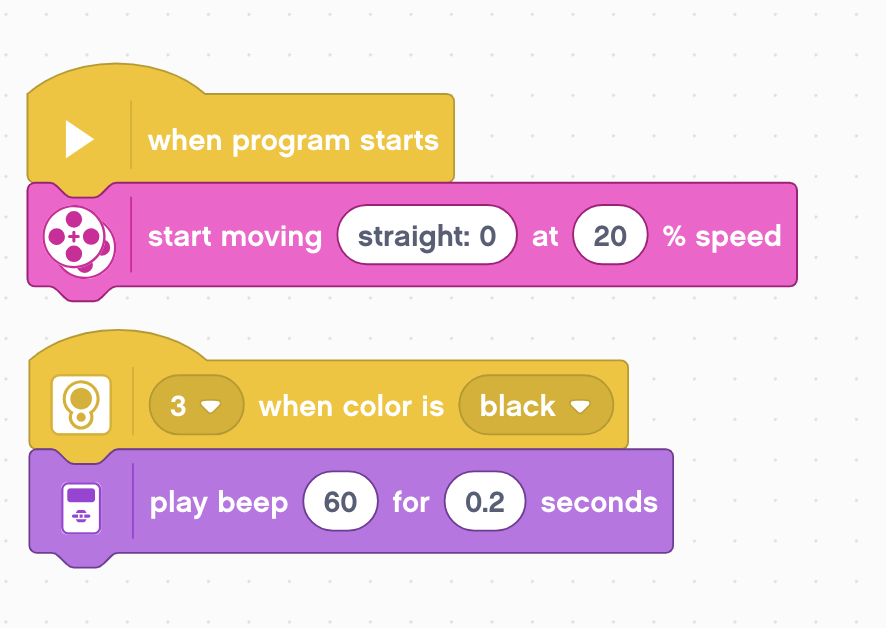 when program starts
start moving straight: 0 at 20 % speed
3 when color is black
play beep 60 for 0.2 seconds